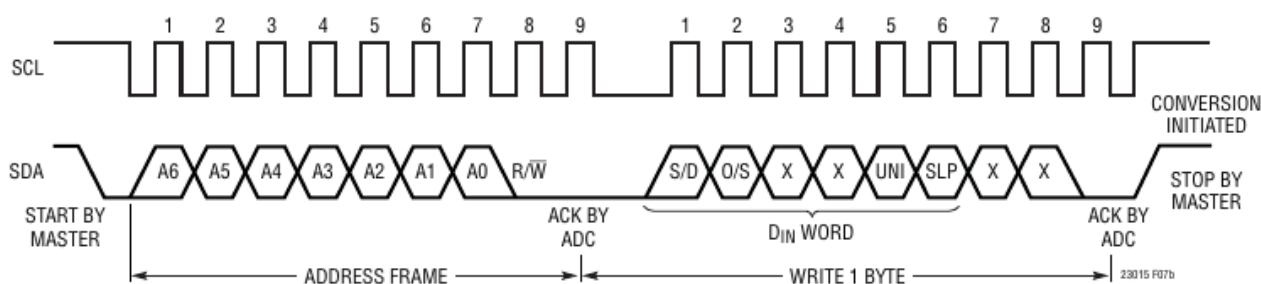 1 2 3 4 5 6 7 8 9 1 2 3 4 5 6 7 8 9
SCL
CONVERSION
INITIATED
SDA A6 A5 A4 A3 A2 A1 A0 R/W̅ S/D O/S X X UNI SLP X X
START BY
MASTER
ACK BY
ADC
DIN WORD
ACK BY
ADC
STOP BY
MASTER
ADDRESS FRAME WRITE 1 BYTE
23015 F07b